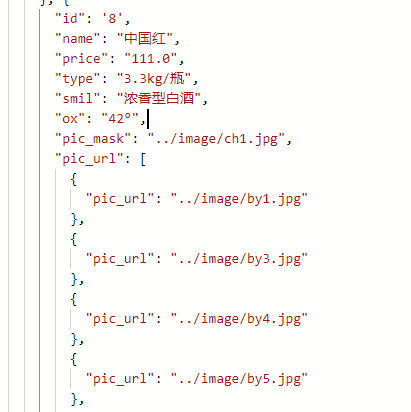 }, {
"id": '8',
"name": "中国红",
"price": "111.0",
"type": "3.3kg/瓶",
"smil": "浓香型白酒",
"ox": "42º",
"pic_mask": "../image/ch1.jpg",
"pic_url": [
{
"pic_url": "../image/by1.jpg"
},
{
"pic_url": "../image/by3.jpg"
},
{
"pic_url": "../image/by4.jpg"
},
{
"pic_url": "../image/by5.jpg"
},